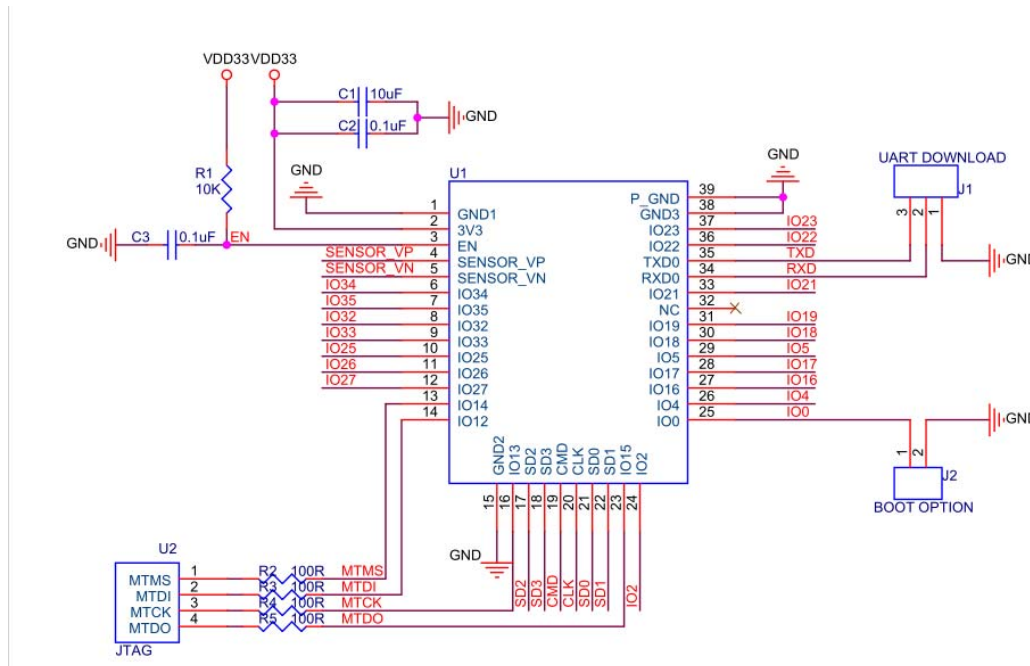 VDD33 VDD33
C1 10uF
GND
C2 0.1uF
R1
10K
GND
GND C3 0.1uF EN
U1
GND
UART DOWNLOAD
J1
3 2 1
GND
1 GND1
2 3V3
3 EN
SENSOR_VP 4 SENSOR_VP
SENSOR_VN 5 SENSOR_VN
IO34 6 IO34
IO35 7 IO35
IO32 8 IO32
IO33 9 IO33
IO25 10 IO25
IO26 11 IO26
IO27 12 IO27
13 IO14
14 IO12
P_GND 39
GND3 38
IO23 37 IO23
IO22 36 IO22
TXD0 35 TXD
RXD0 34 RXD
IO21 33 IO21
NC 32
IO19 31 IO19
IO18 30 IO18
IO5 29 IO5
IO17 28 IO17
IO16 27 IO16
IO4 26 IO4
IO0 25 IO0
GND
1 2
J2
BOOT OPTION
GND2 IO13 SD2 SD3 CMD CLK SD0 SD1 IO15 IO2
15 16 17 18 19 20 21 22 23 24
GND
SD2 SD3 CMD CLK SD0 SD1 IO2
U2
MTMS 1 R2 100R MTMS
MTDI 2 R3 100R MTDI
MTCK 3 R4 100R MTCK
MTDO 4 R5 100R MTDO
JTAG